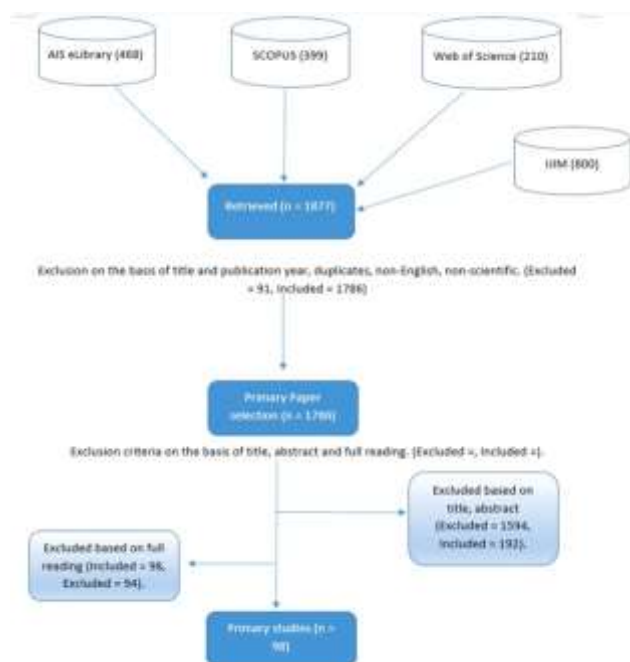 AIS eLibrary (468)
SCOPUS (399)
Web of Science (210)
IJIM (800)
Retrieved (n = 1877)
Exclusion on the basis of title and publication year, duplicates, non-English, non-scientific. (Excluded
= 91, Included = 1786)
Primary Paper
selection (n = 1786)
Exclusion criteria on the basis of title, abstract and full reading. (Excluded =, Included =).
Excluded based on
title, abstract
(Excluded = 1594,
Included = 192).
Excluded based on full
reading (Included = 98,
Excluded = 94).
Primary studies (n =
98)